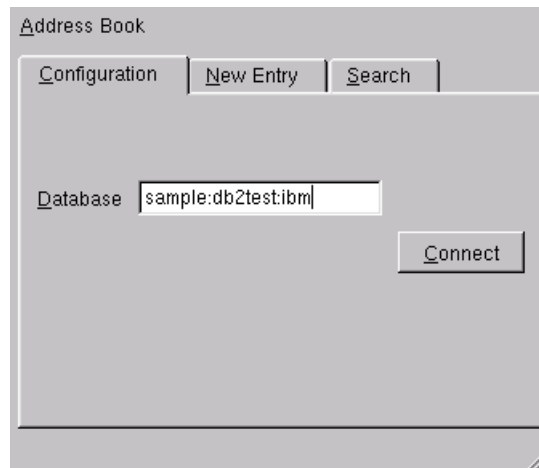 Address Book
Configuration New Entry Search
Database sample:db2test:ibm
Connect